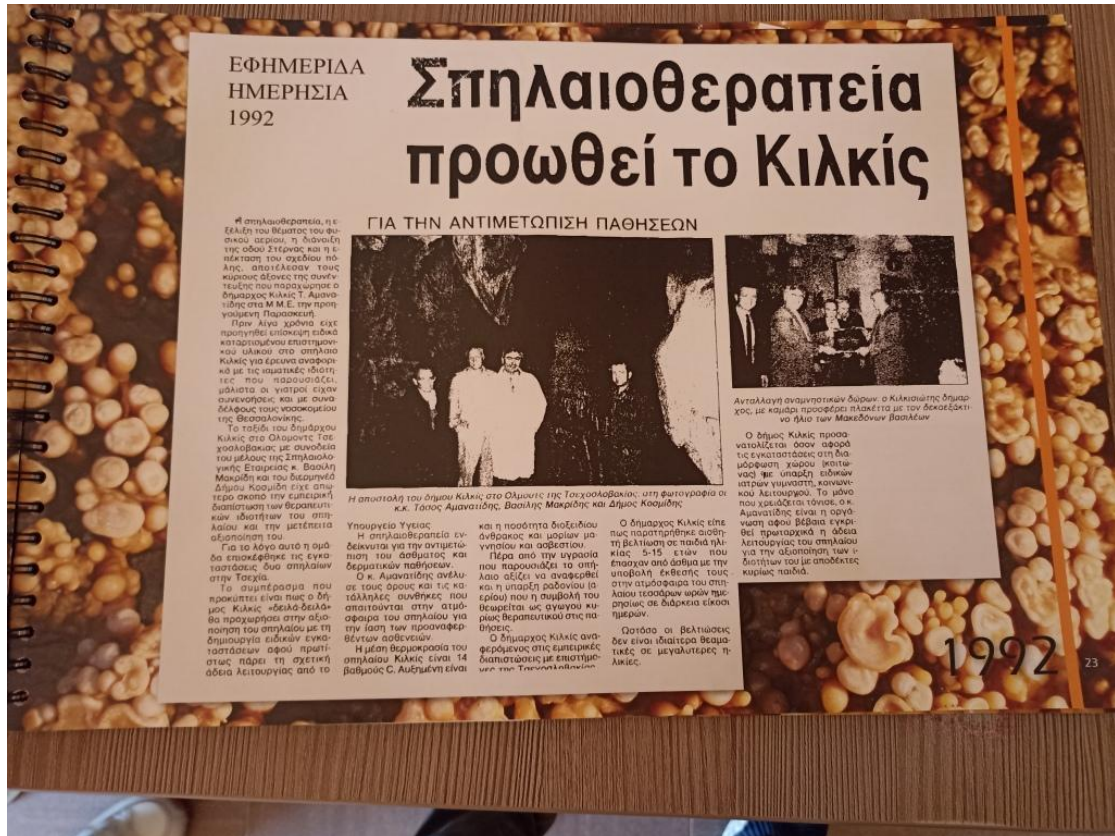 ΕΦΗΜΕΡΙΔΑ
ΗΜΕΡΗΣΙΑ
1992
Σπηλαιοθεραπεία
προωθεί το Κιλκίς
ΓΙΑ ΤΗΝ ΑΝΤΙΜΕΤΩΠΙΣΗ ΠΑΘΗΣΕΩΝ
Η σπηλαιοθεραπεία, η ε-
ξέλιξη του θέματος του φυ-
σικού αερίου, η διάνοιξη
της οδού Στέρνας και η ε-
πέκταση του σχεδίου πό-
λης, αποτέλεσαν τους
κύριους άξονες της συνέν-
τευξης που παραχώρησε ο
δήμαρχος Κιλκίς Τ. Αμανα-
τίδης στα Μ.Μ.Ε. την προη-
γούμενη Παρασκευή.
Πριν λίγα χρόνια είχε
προηγηθεί επίσκεψη ειδικά
καταρτισμένου επιστημονι-
κού υλικού στο σπήλαιο
Κιλκίς για έρευνα αναφορι-
κά με τις ιαματικές ιδιότη-
τες που παρουσιάζει,
μάλιστα οι γιατροί είχαν
συνενοήσεις και με συνα-
δέλφους τους νοσοκομείου
της Θεσσαλονίκης.
Το ταξίδι του δημάρχου
Κιλκίς στο Ολομοντς Τσε-
χοσλοβακίας με συνοδεία
του μέλους της Σπηλαιολο-
γικής Εταιρείας κ. Βασίλη
Μακρίδη και του διερμηνέα
Δήμου Κοσμίδη είχε απώ-
τερο σκοπό την εμπειρική
διαπίστωση των θεραπευτι-
κών ιδιοτήτων του σπη-
λαίου και την μετέπειτα
αξιοποίηση του.
Για το λόγο αυτό η ομά-
δα επισκέφθηκε τις εγκα-
ταστάσεις δυο σπηλαίων
στην Τσεχία.
Το συμπέρασμα που
προκύπτει είναι πως ο δή-
μος Κιλκίς «δειλά-δειλά»
θα προχωρήσει στην αξιο-
ποίηση του σπηλαίου με τη
δημιουργία ειδικών εγκα-
ταστάσεων αφού πρωτί-
στως πάρει τη σχετική
άδεια λειτουργίας από το
Η αποστολή του δήμου Κιλκίς στο Ολμουτς της Τσεχοσλοβακίας, στη φωτογραφία οι
κ.κ. Τάσος Αμανατίδης, Βασίλης Μακρίδης και Δήμος Κοσμίδης
Υπουργείο Υγείας
Η σπηλαιοθεραπεία εν-
δείκνυται για την αντιμετώ-
πιση του άσθματος και
δερματικών παθήσεων.
Ο κ. Αμανατίδης ανέλυ-
σε τους όρους και τις κα-
τάλληλες συνθήκες που
απαιτούνται στην ατμό-
σφαιρα του σπηλαίου για
την ίαση των προαναφερ-
θέντων ασθενειών.
Η μέση θερμοκρασία του
σπηλαίου Κιλκίς είναι 14
βαθμούς C. Αυξημένη είναι
και η ποσότητα διοξειδίου
άνθρακος και μορίων μα-
γνησίου και ασβεστίου.
Πέρα από την υγρασία
που παρουσιάζει το σπή-
λαιο αξίζει να αναφερθεί
και η ύπαρξη ραδονίου (α-
ερίου) που η συμβολή του
θεωρείται ως αγωγού κυ-
ρίως θεραπευτικού στις πα-
θήσεις.
Ο δήμαρχος Κιλκίς ανα-
φερόμενος στις εμπειρικές
διαπιστώσεις με επιστήμο-
νες της Τσεχοσλοβακίας
Ο δήμαρχος Κιλκίς είπε
πως παρατηρήθηκε αισθη-
τή βελτίωση σε παιδιά ηλι-
κίας 5-15 ετών που
έπασχαν από άσθμα με την
υποβολή έκθεσής τους
στην ατμόσφαιρα του σπη-
λαίου τεσσάρων ωρών ημε-
ρησίως σε διάρκεια είκοσι
ημερών.
Ωστόσο οι βελτιώσεις
δεν είναι ιδιαίτερα θεαμα-
τικές σε μεγαλυτερες η-
λικίες.
Ανταλλαγή αναμνηστικών δώρων: ο Κιλκισιώτης δήμαρ-
χος, με καμάρι προσφέρει πλακέττα με τον δεκαεξάκτι-
νο ήλιο των Μακεδόνων βασιλέων
Ο δήμος Κιλκίς προσα-
νατολίζεται όσον αφορά
τις εγκαταστάσεις στη δια-
μόρφωση χώρου (κοιτώ-
νας) με ύπαρξη ειδικών
ιατρών γυμναστή, κοινωνι-
κού λειτουργού. Το μόνο
που χρειάζεται τόνισε, ο κ.
Αμανατίδης είναι η οργά-
νωση αφού βέβαια εγκρι-
θεί πρωταρχικά η άδεια
λειτουργίας του σπηλαίου
για την αξιοποίηση των ι-
διοτήτων του με αποδέκτες
κυρίως παιδιά.
1992
23